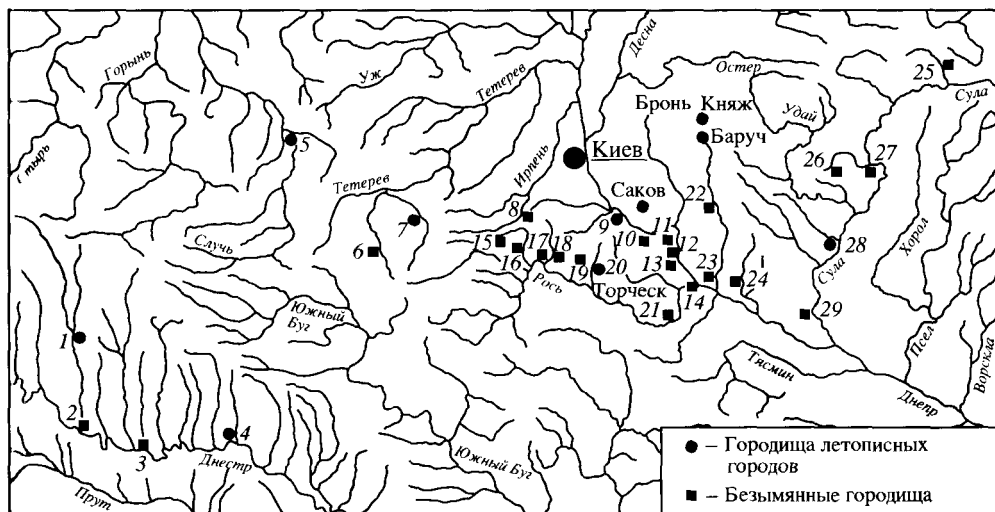 Горынь
Уж
Тетерев
Десна
Остер
25
Сула
Бронь Княж
Удай
Баруч
5
Киев
тырь
Ирпень
Тетерев
Саков
26
27
22
7
8
9
10
11
Случь
6
15
16
17
18
19
12
13
28
Хорол
20
Рось
Торческ
23
24
Сула
14
Южный
Буг
21
29
1
Псел
Ворскла
Тясмин
Днепр
2
3
4
Днестр
Южный Буг
Прут
● – Городища летописных
городов
■ – Безымянные городища